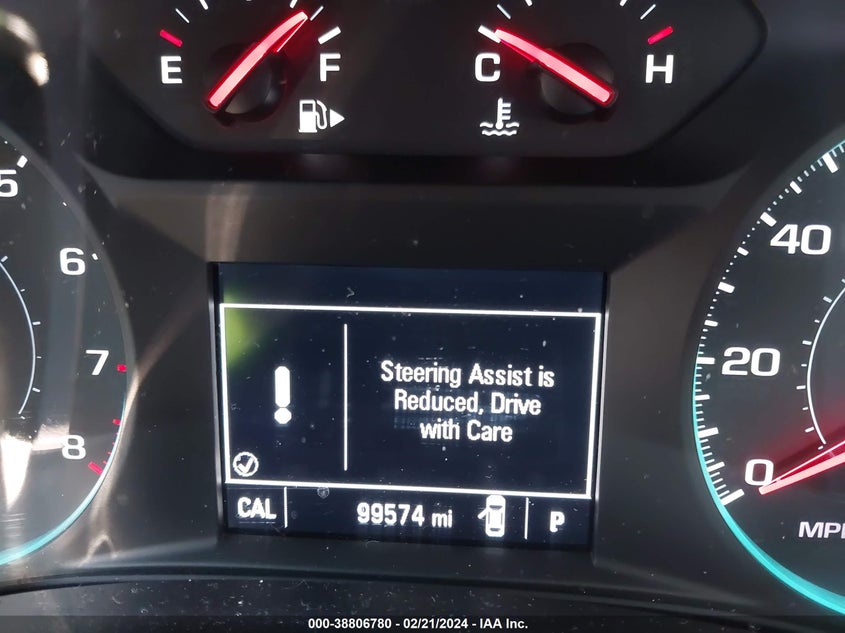 E F C H
5
6
7
8
40
20
0
MP
Steering Assist is
Reduced, Drive
with Care
CAL 99574 mi P
000-38806780 - 02/21/2024 - IAA Inc.